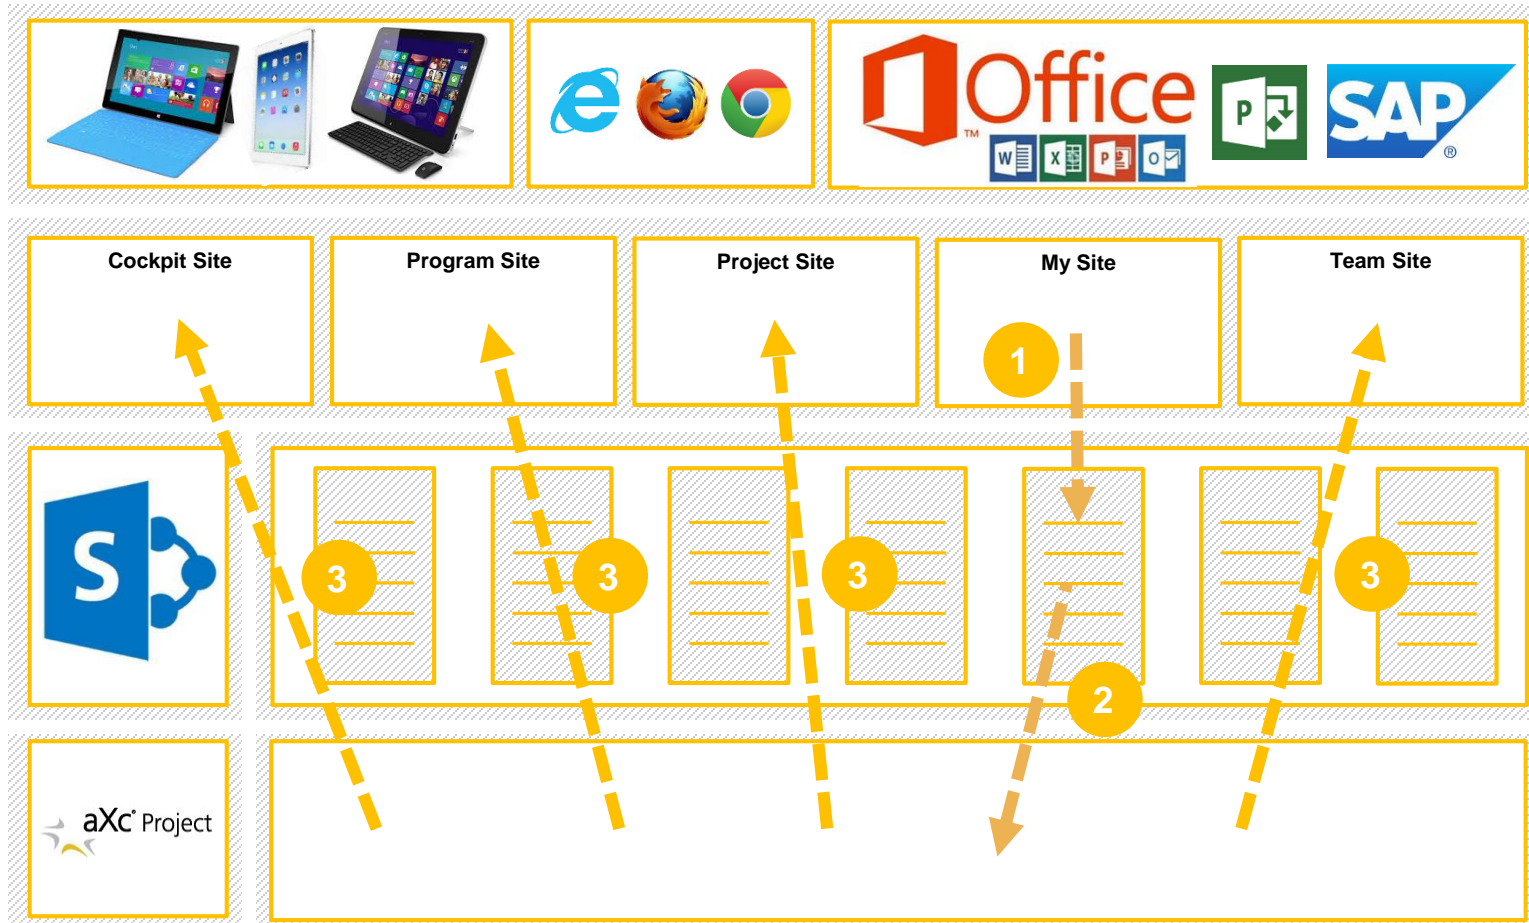 Office
TM
W X P O
P
SAP
®
Cockpit Site
Program Site
Project Site
My Site
Team Site
1
S
3
3
3
3
2
aXc® Project